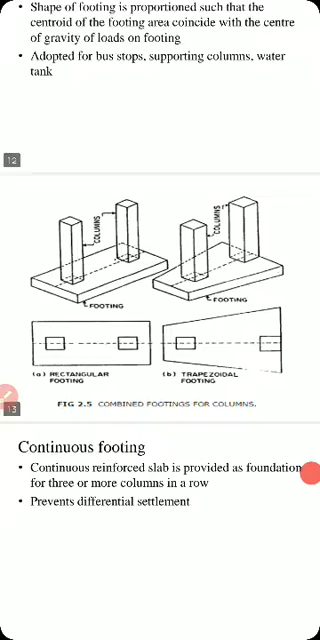 • Shape of footing is proportioned such that the
centroid of the footing area coincide with the centre
of gravity of loads on footing
• Adopted for bus stops, supporting columns, water
tank
12
COLUMNS
COLUMNS
FOOTING
FOOTING
(a) RECTANGULAR
FOOTING
(b) TRAPEZOIDAL
FOOTING
FIG 2.5 COMBINED FOOTINGS FOR COLUMNS.
13
Continuous footing
• Continuous reinforced slab is provided as foundation
for three or more columns in a row
• Prevents differential settlement